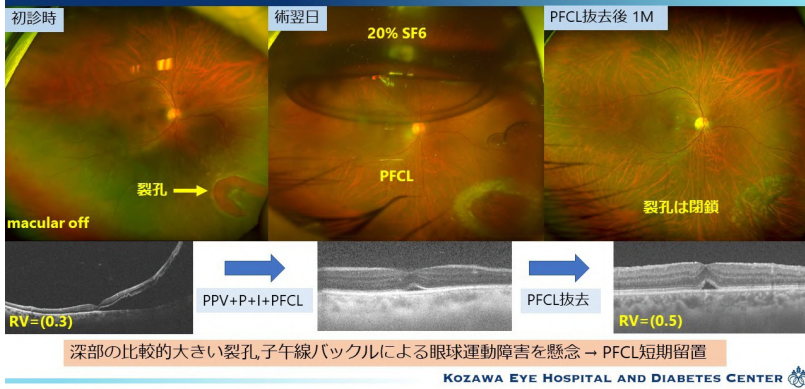 初診時
術翌日
PFCL抜去後 1M
20% SF6
裂孔
PFCL
裂孔は閉鎖
macular off
RV=(0.3)
PPV+P+I+PFCL
PFCL抜去
RV=(0.5)
深部の比較的大きい裂孔,子午線バックルによる眼球運動障害を懸念→PFCL短期留置
KOZAWA EYE HOSPITAL AND DIABETES CENTER